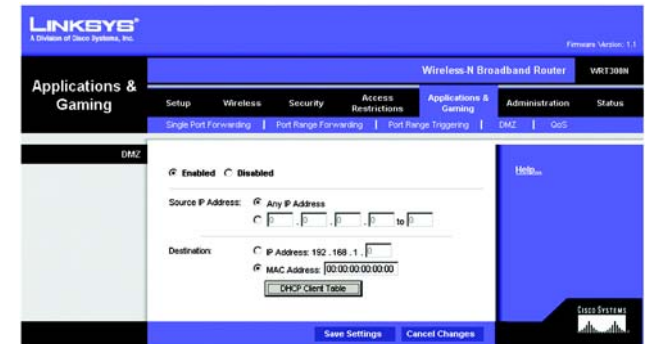 LINKSYS®
A Division of Cisco Systems, Inc.
Firmware Version: 1.1
Wireless-N Broadband Router WRT300N
Applications & Gaming
Setup Wireless Security Access Restrictions Applications & Gaming Administration Status
Single Port Forwarding | Port Range Forwarding | Port Range Triggering | DMZ | QoS
DMZ
Enabled Disabled
Help...
Source IP Address: Any IP Address
0 . 0 . 0 . 0 to 0
Destination: IP Address: 192 . 168 . 1 . 0
MAC Address: 00:00:00:00:00:00
DHCP Client Table
Save Settings Cancel Changes
CISCO SYSTEMS